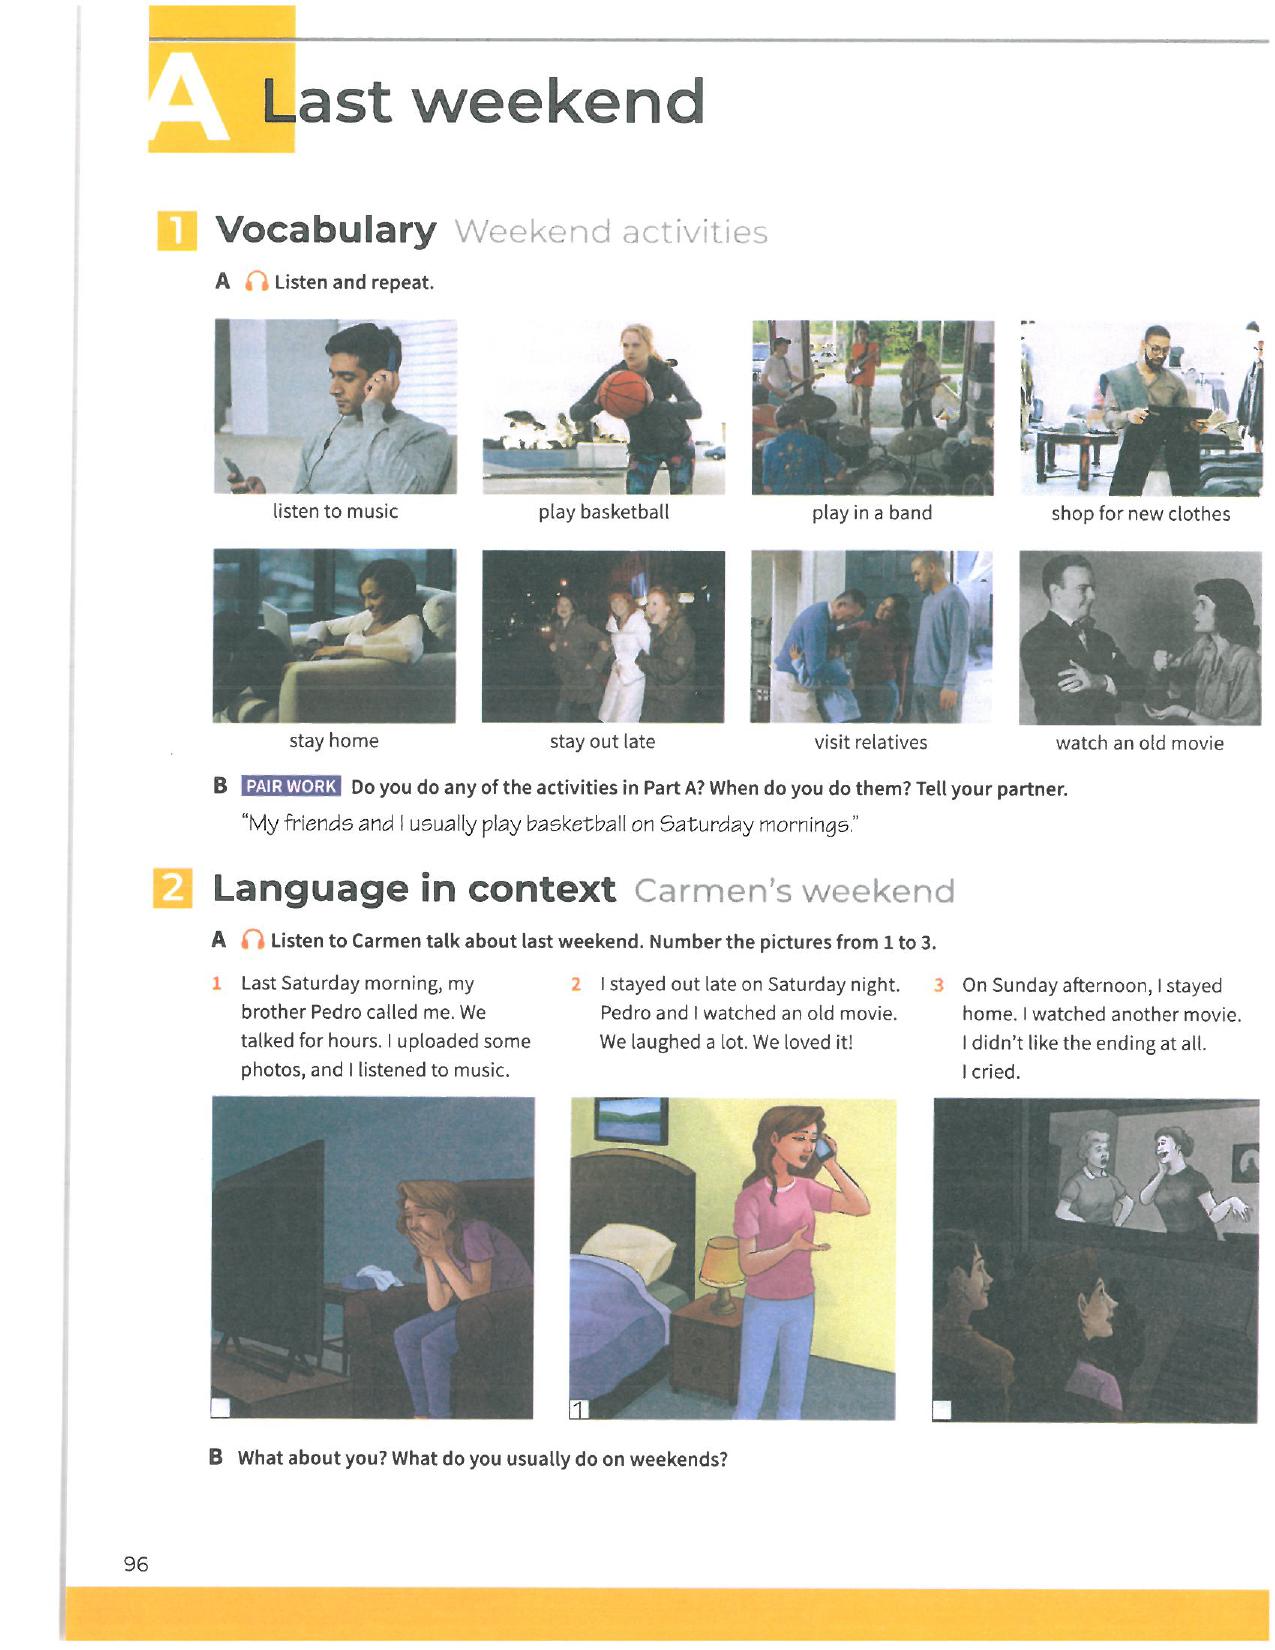 A Last weekend
1 Vocabulary Weekend activities
A Listen and repeat.
listen to music
play basketball
play in a band
shop for new clothes
stay home
stay out late
visit relatives
watch an old movie
B PAIR WORK Do you do any of the activities in Part A? When do you do them? Tell your partner.
“My friends and I usually play basketball on Saturday mornings.”
2 Language in context Carmen's weekend
A Listen to Carmen talk about last weekend. Number the pictures from 1 to 3.
1 Last Saturday morning, my
brother Pedro called me. We
talked for hours. I uploaded some
photos, and I listened to music.
2 I stayed out late on Saturday night.
Pedro and I watched an old movie.
We laughed a lot. We loved it!
3 On Sunday afternoon, I stayed
home. I watched another movie.
I didn't like the ending at all.
I cried.
1
B What about you? What do you usually do on weekends?
96